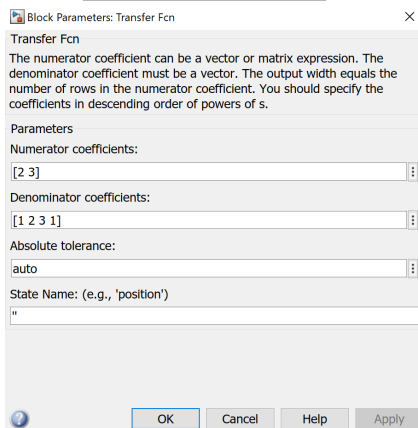 Block Parameters: Transfer Fcn
Transfer Fcn
The numerator coefficient can be a vector or matrix expression. The
denominator coefficient must be a vector. The output width equals the
number of rows in the numerator coefficient. You should specify the
coefficients in descending order of powers of s.
Parameters
Numerator coefficients:
[2 3]
Denominator coefficients:
[1 2 3 1]
Absolute tolerance:
auto
State Name: (e.g., 'position')
''
OK Cancel Help Apply